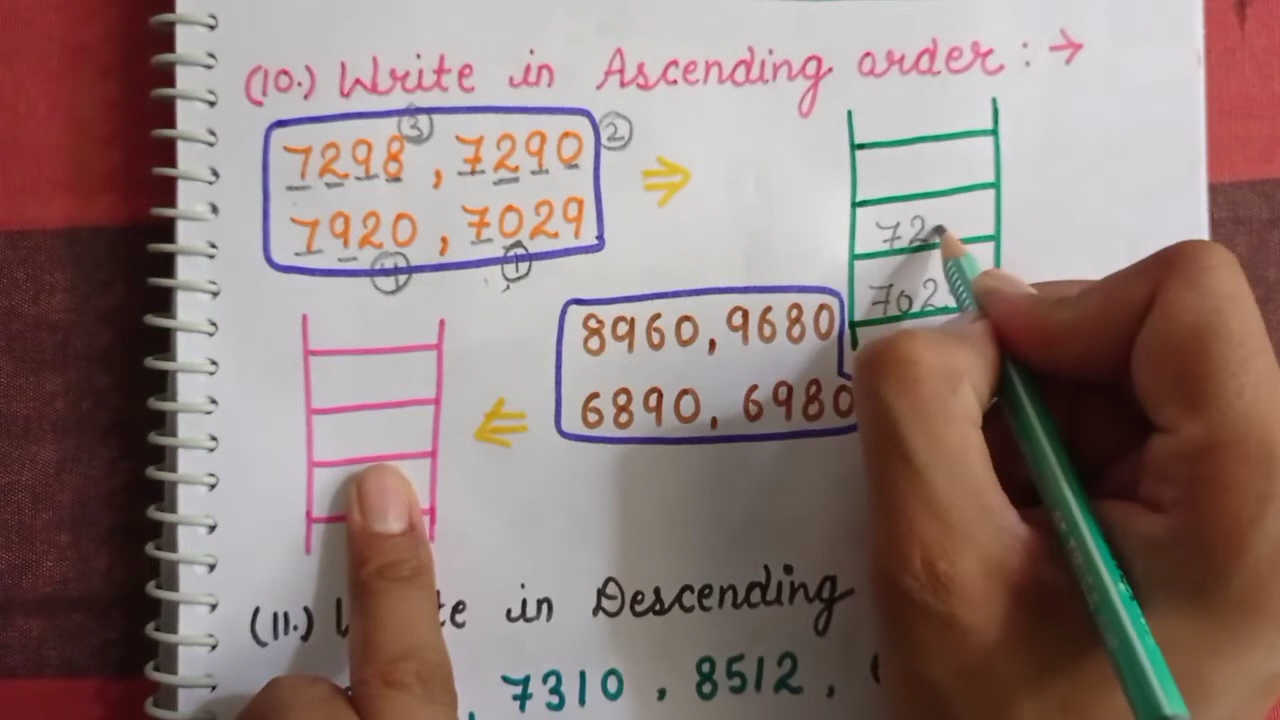 (10.) Write in Ascending order : →
7298 ③ , 7290 ②
7920 ④ , 7029 ①
⇒
72
702
8960, 9680
6890, 6980
⇐
(11.) in Descending
7310 , 8512 ,